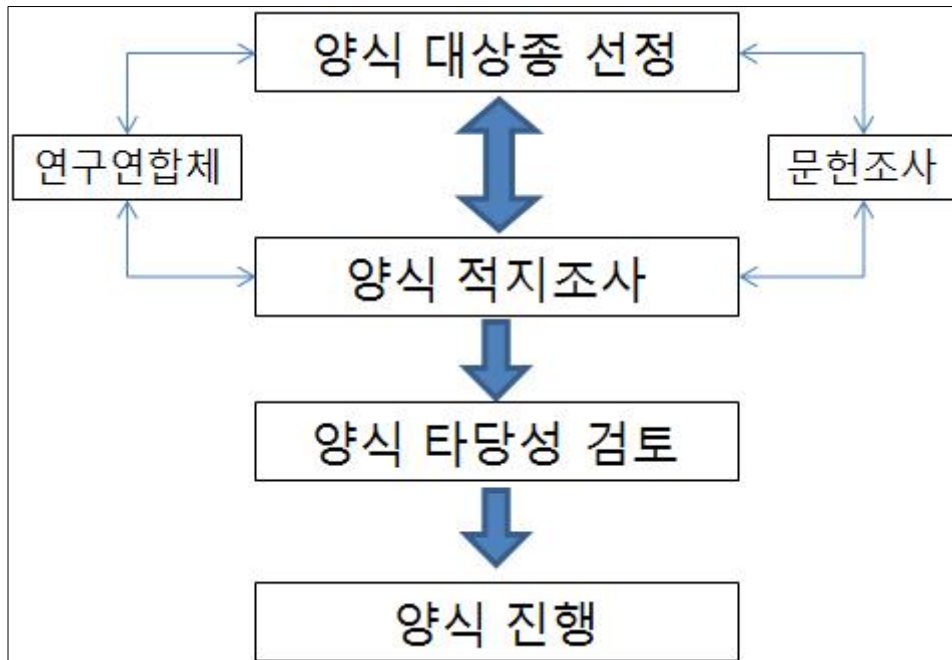 양식 대상종 선정
연구연합체
문헌조사
양식 적지조사
양식 타당성 검토
양식 진행